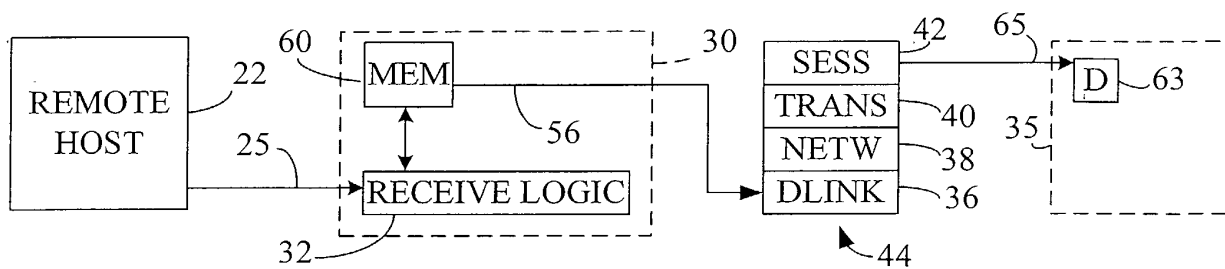 REMOTE
HOST
22
25
60
MEM
30
56
RECEIVE LOGIC
32
42
SESS
TRANS
40
NETW
38
DLINK
36
44
65
D
63
35